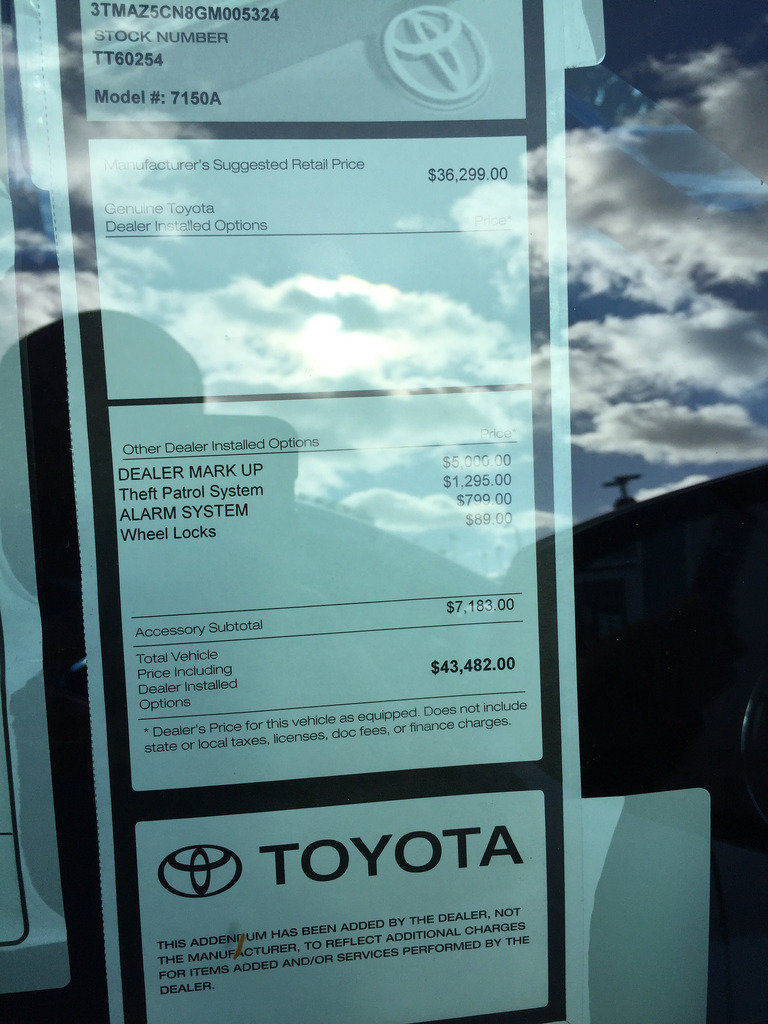 3TMAZ5CN8GM005324
STOCK NUMBER
TT60254
Model #: 7150A
Manufacturer's Suggested Retail Price $36,299.00
Genuine Toyota
Dealer Installed Options Price*
Other Dealer Installed Options Price*
DEALER MARK UP $5,000.00
Theft Patrol System $1,295.00
ALARM SYSTEM $799.00
Wheel Locks $89.00
Accessory Subtotal $7,183.00
Total Vehicle
Price Including $43,482.00
Dealer Installed
Options
* Dealer's Price for this vehicle as equipped. Does not include
state or local taxes, licenses, doc fees, or finance charges.
TOYOTA
THIS ADDENDUM HAS BEEN ADDED BY THE DEALER, NOT
THE MANUFACTURER, TO REFLECT ADDITIONAL CHARGES
FOR ITEMS ADDED AND/OR SERVICES PERFORMED BY THE
DEALER.